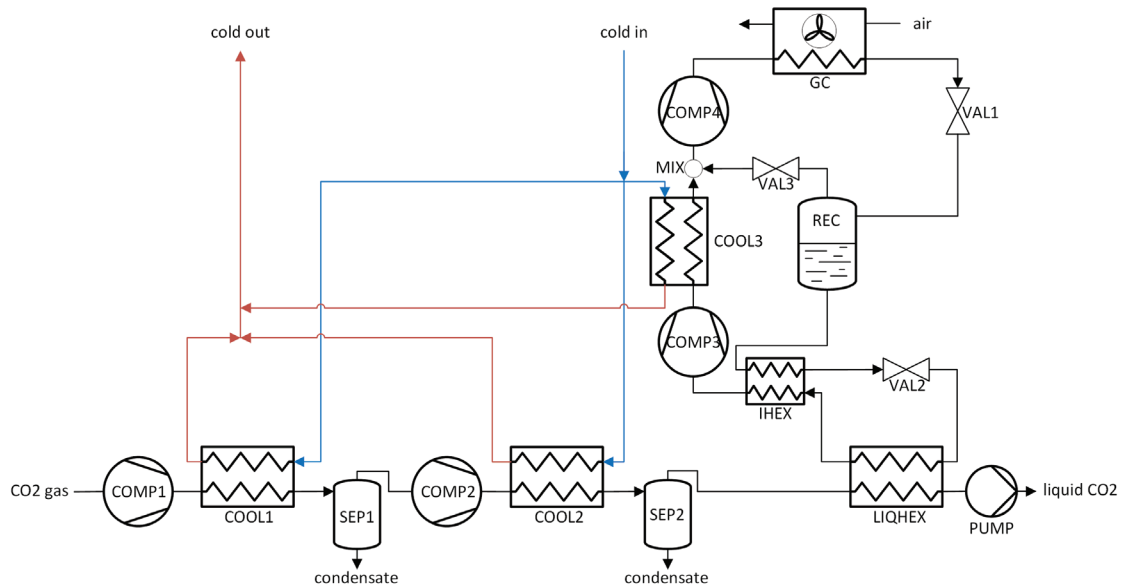 cold out
cold in
air
GC
COMP4
VAL1
MIX
VAL3
REC
COOL3
COMP3
VAL2
IHEX
CO2 gas
COMP1
COOL1
SEP1
condensate
COMP2
COOL2
SEP2
condensate
LIQHEX
PUMP
liquid CO2